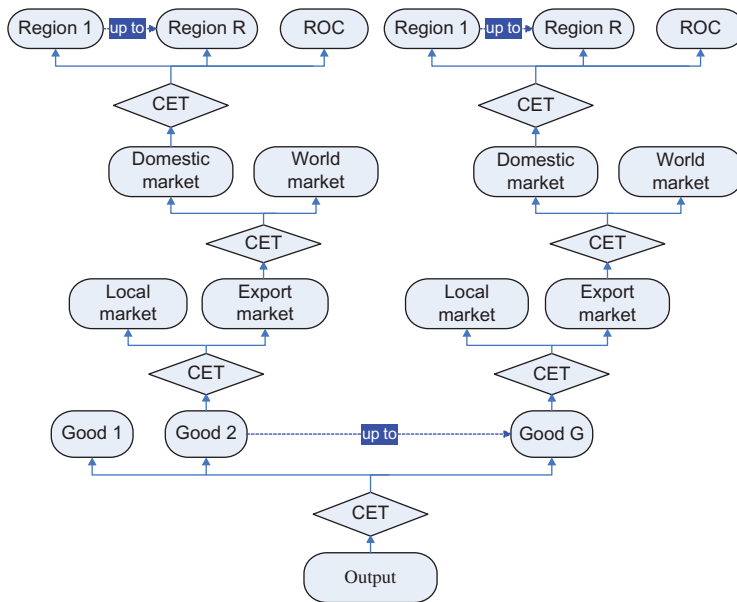 Region 1
up to
Region R
ROC
Region 1
up to
Region R
ROC
CET
CET
Domestic
market
World
market
Domestic
market
World
market
CET
CET
Local
market
Export
market
Local
market
Export
market
CET
CET
Good 1
Good 2
up to
Good G
CET
Output